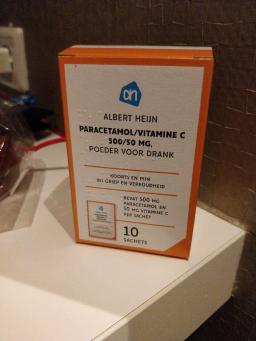 ah
ALBERT HEIJN
PARACETAMOL/VITAMINE C
500/50 MG,
POEDER VOOR DRANK
KOORTS EN PIJN
BIJ GRIEP EN VERKOUDHEID
BEVAT 500 MG
PARACETAMOL EN
50 MG VITAMINE C
PER SACHET
10
SACHETS